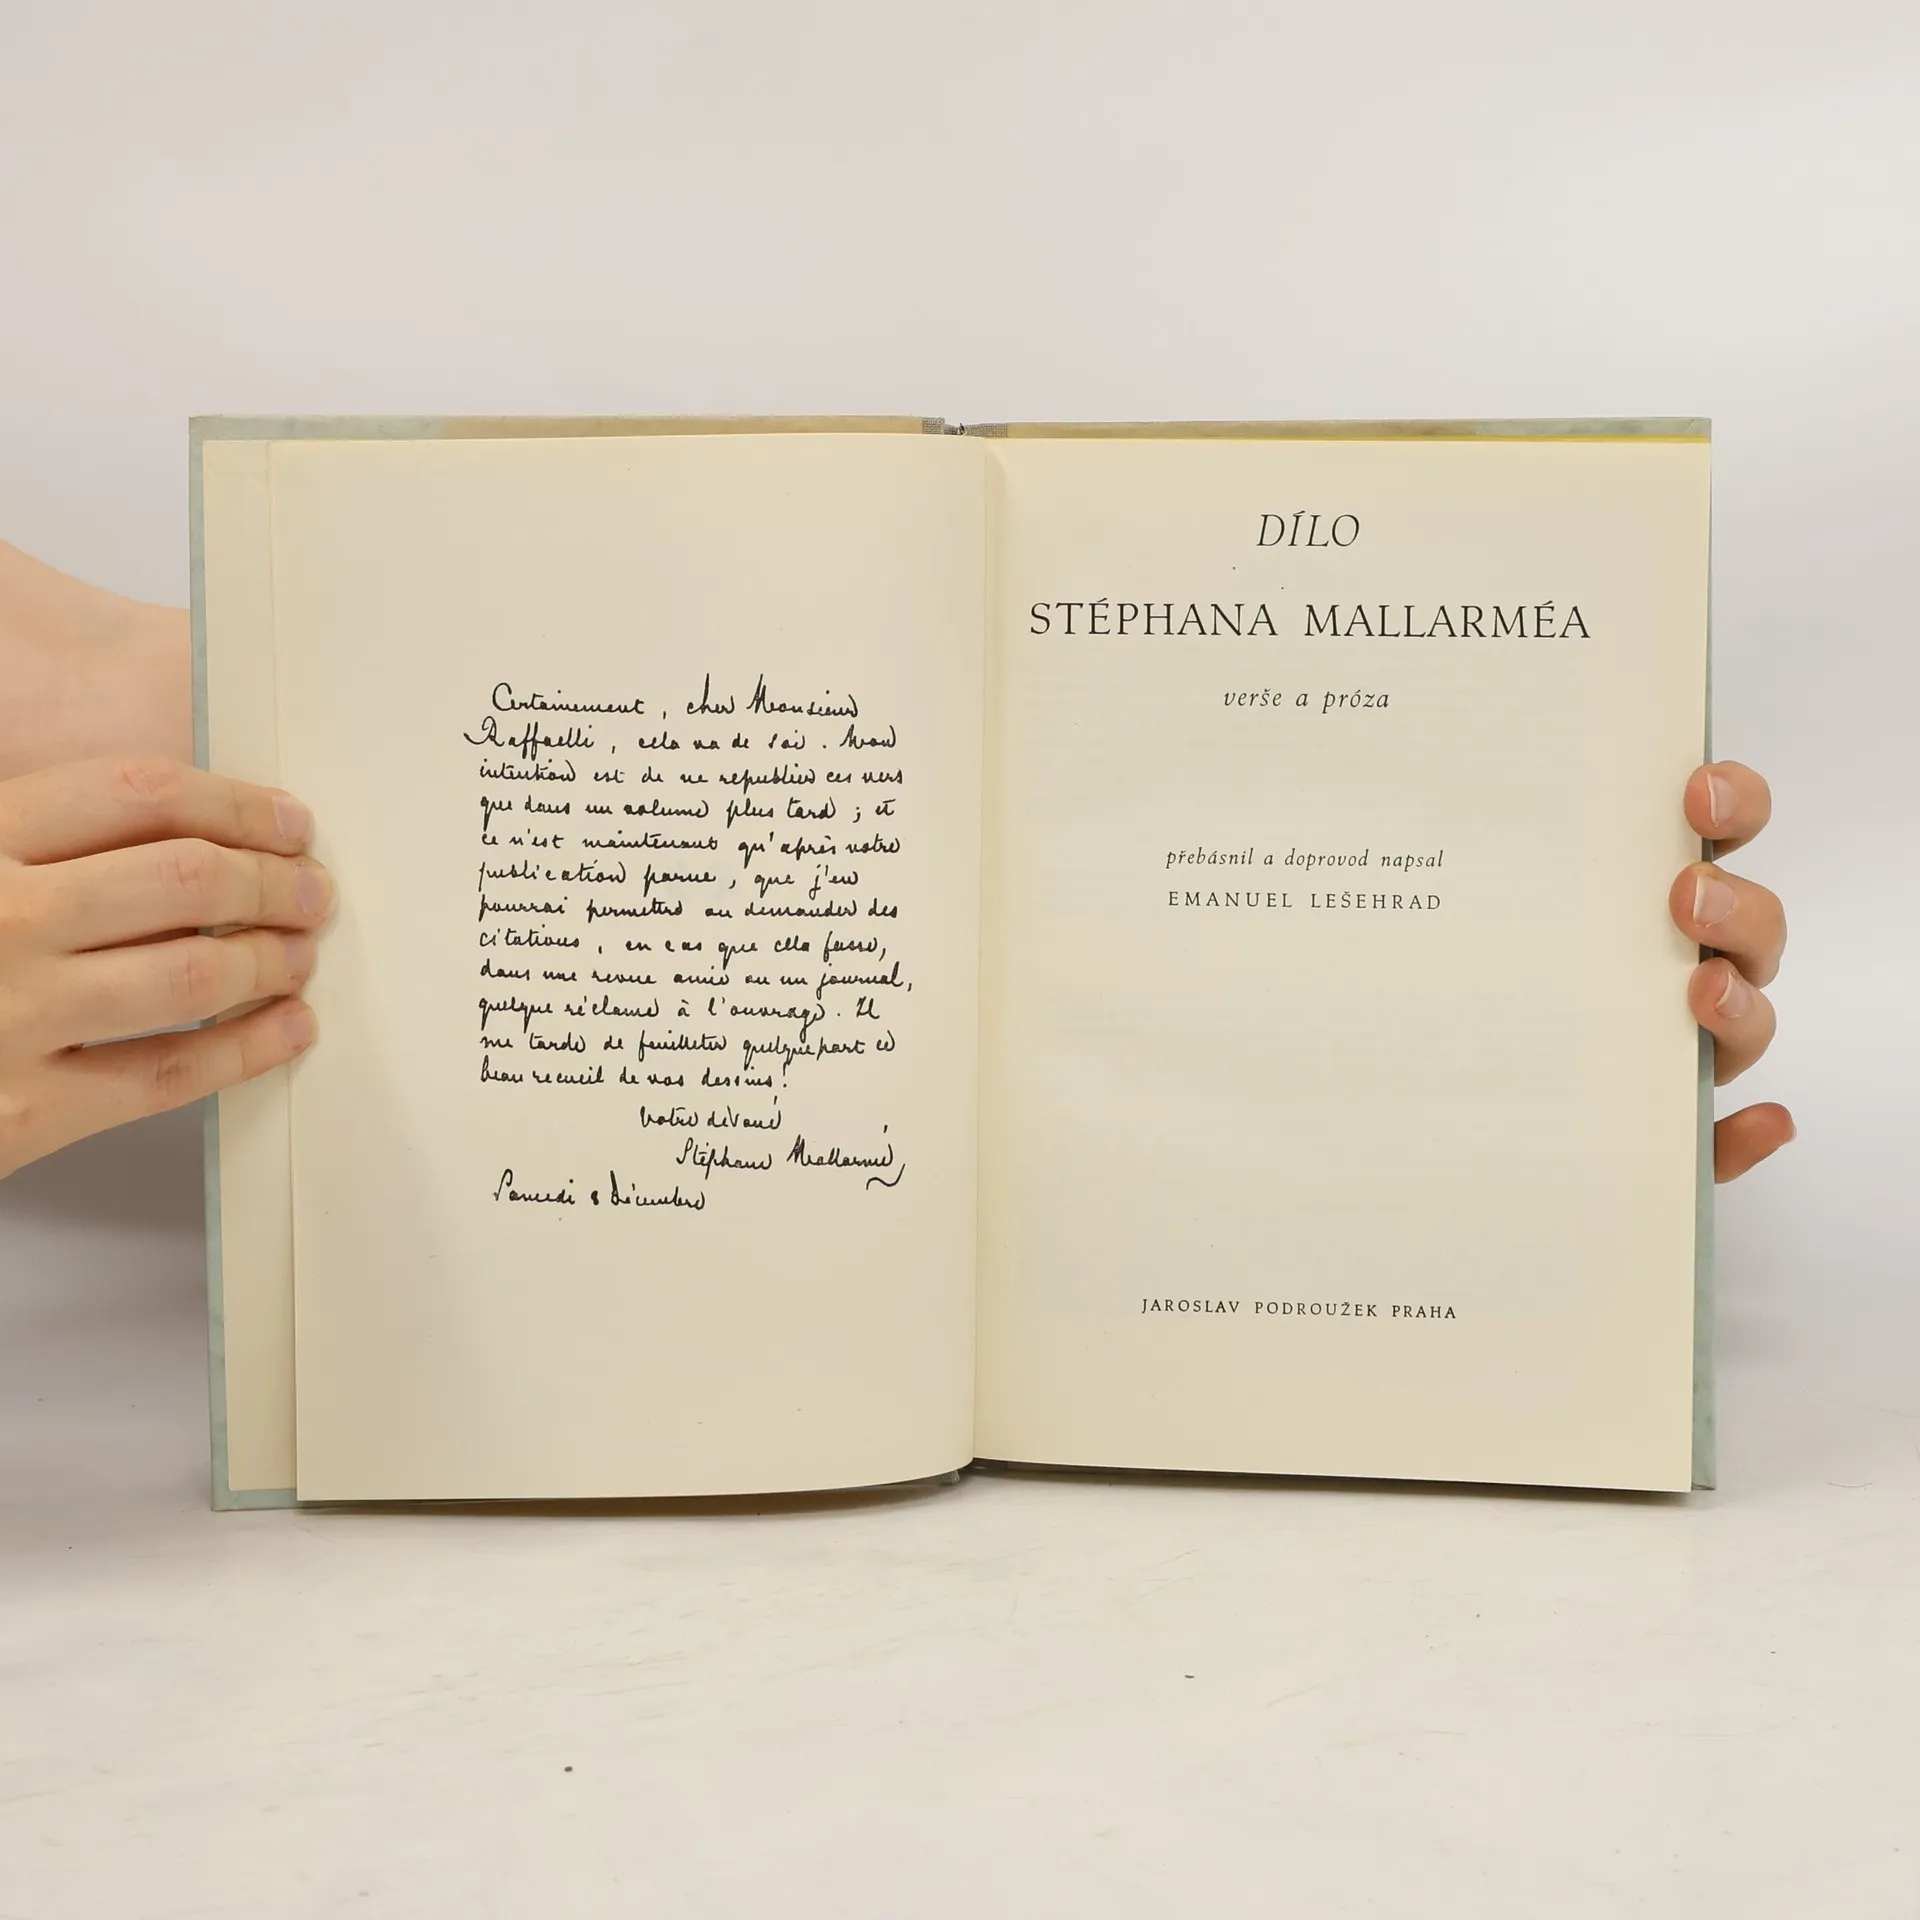 Certainement, cher Monsieur
Raffaelli, cela va de soi. Mon
intention est de ne republier ces vers
que dans un volume plus tard; et
ce n'est maintenant qu'après votre
publication parue, que j'en
pourrai permettre ou demander des
citations, en cas que cela fasse,
dans une revue amie ou un journal,
quelque réclame à l'ouvrage. Il
me tarde de feuilleter quelque part ce
beau recueil de vos dessins!
Votre dévoué
Stéphane Mallarmé
Samedi 8 Décembre
DÍLO
STÉPHANA MALLARMÉA
verše a próza
přebásnil a doprovod napsal
EMANUEL LEŠEHRAD
JAROSLAV PODROUŽEK PRAHA